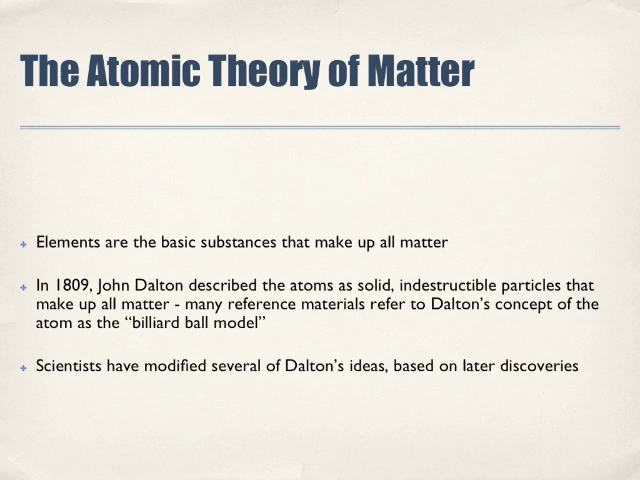 The Atomic Theory of Matter
Elements are the basic substances that make up all matter
In 1809, John Dalton described the atoms as solid, indestructible particles that
make up all matter - many reference materials refer to Dalton’s concept of the
atom as the “billiard ball model”
Scientists have modified several of Dalton’s ideas, based on later discoveries